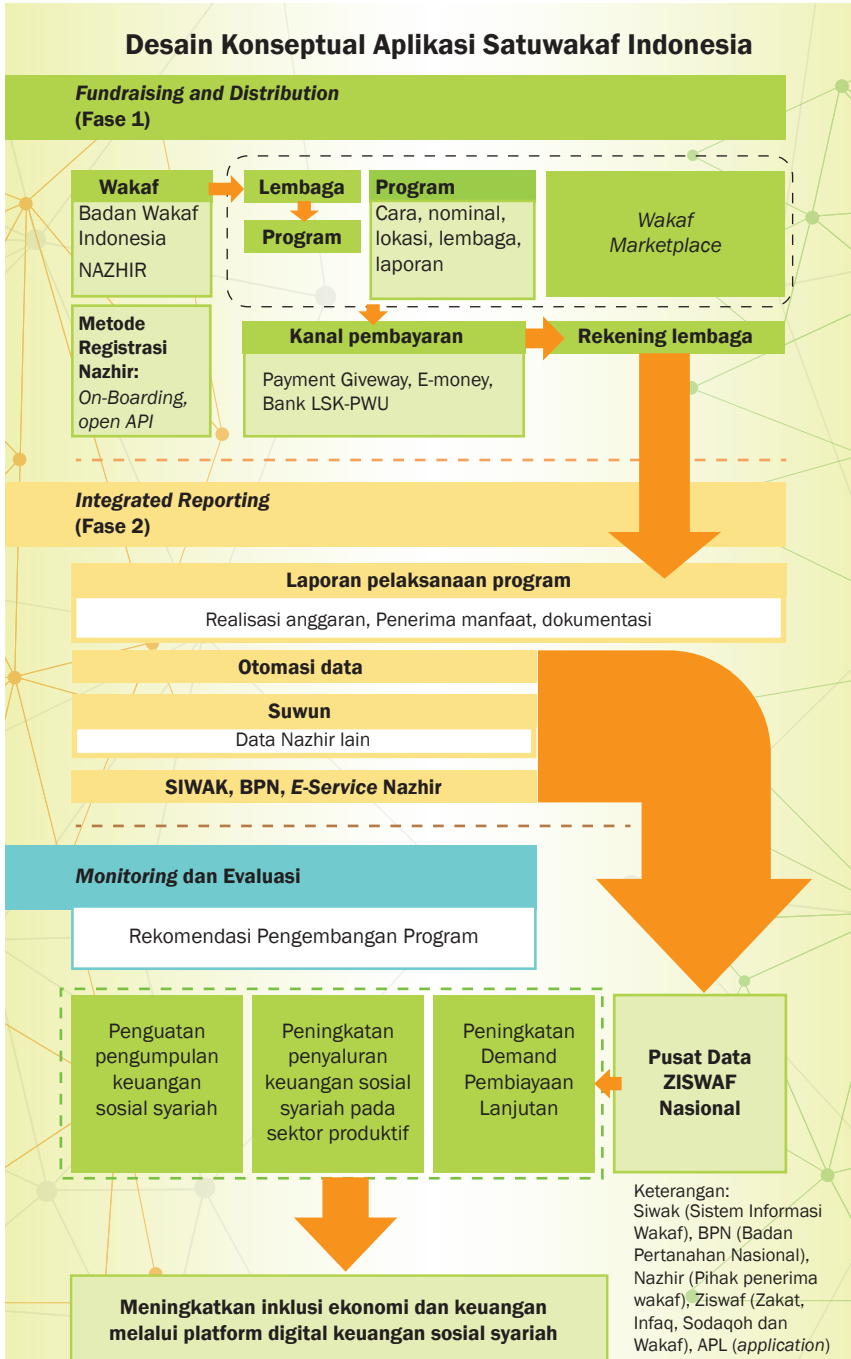 Desain Konseptual Aplikasi Satuwakaf Indonesia
Fundraising and Distribution
(Fase 1)
Wakaf
Badan Wakaf
Indonesia
NAZHIR
Lembaga
Program
Program
Cara, nominal,
lokasi, lembaga,
laporan
Wakaf
Marketplace
Metode
Registrasi
Nazhir:
On-Boarding,
open API
Kanal pembayaran
Payment Giveway, E-money,
Bank LSK-PWU
Rekening lembaga
Integrated Reporting
(Fase 2)
Laporan pelaksanaan program
Realisasi anggaran, Penerima manfaat, dokumentasi
Otomasi data
Suwun
Data Nazhir lain
SIWAK, BPN, E-Service Nazhir
Monitoring dan Evaluasi
Rekomendasi Pengembangan Program
Penguatan
pengumpulan
keuangan
sosial syariah
Peningkatan
penyaluran
keuangan sosial
syariah pada
sektor produktif
Peningkatan
Demand
Pembiayaan
Lanjutan
Pusat Data
ZISWAF
Nasional
Keterangan:
Siwak (Sistem Informasi
Wakaf), BPN (Badan
Pertanahan Nasional),
Nazhir (Pihak penerima
wakaf), Ziswaf (Zakat,
Infaq, Sodaqoh dan
Wakaf), APL (application)
Meningkatkan inklusi ekonomi dan keuangan
melalui platform digital keuangan sosial syariah